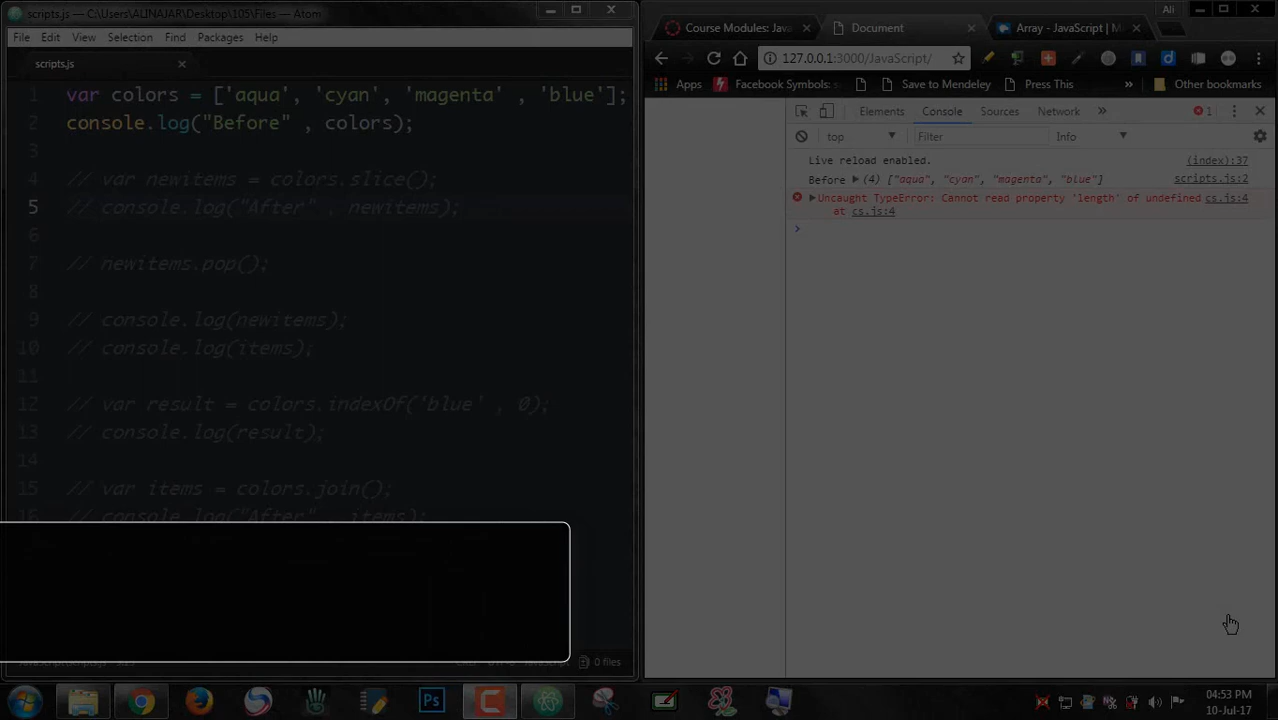 scripts.js — C:\Users\ALINAJAR\Desktop\105\Files — Atom
File Edit View Selection Find Packages Help
scripts.js
1 var colors = ['aqua', 'cyan', 'magenta' , 'blue'];
2 console.log("Before" , colors);
3
4 // var newitems = colors.slice();
5 // console.log("After" , newitems);
6
7 // newitems.pop();
8
9 // console.log(newitems);
10 // console.log(items);
11
12 // var result = colors.indexOf('blue' , 0);
13 // console.log(result);
14
15 // var items = colors.join();
16 // console.log("After" , items);
0 files
Ali
Course Modules: Java
Document
Array - JavaScript | M
127.0.0.1:3000/JavaScript/
Apps
Facebook Symbols:
Save to Mendeley
Press This
» Other bookmarks
Elements Console Sources Network » 1
top Filter Info
Live reload enabled. (index):37
Before (4) ["aqua", "cyan", "magenta", "blue"] scripts.js:2
Uncaught TypeError: Cannot read property 'length' of undefined cs.js:4
at cs.js:4
Ps
04:53 PM
10-Jul-17